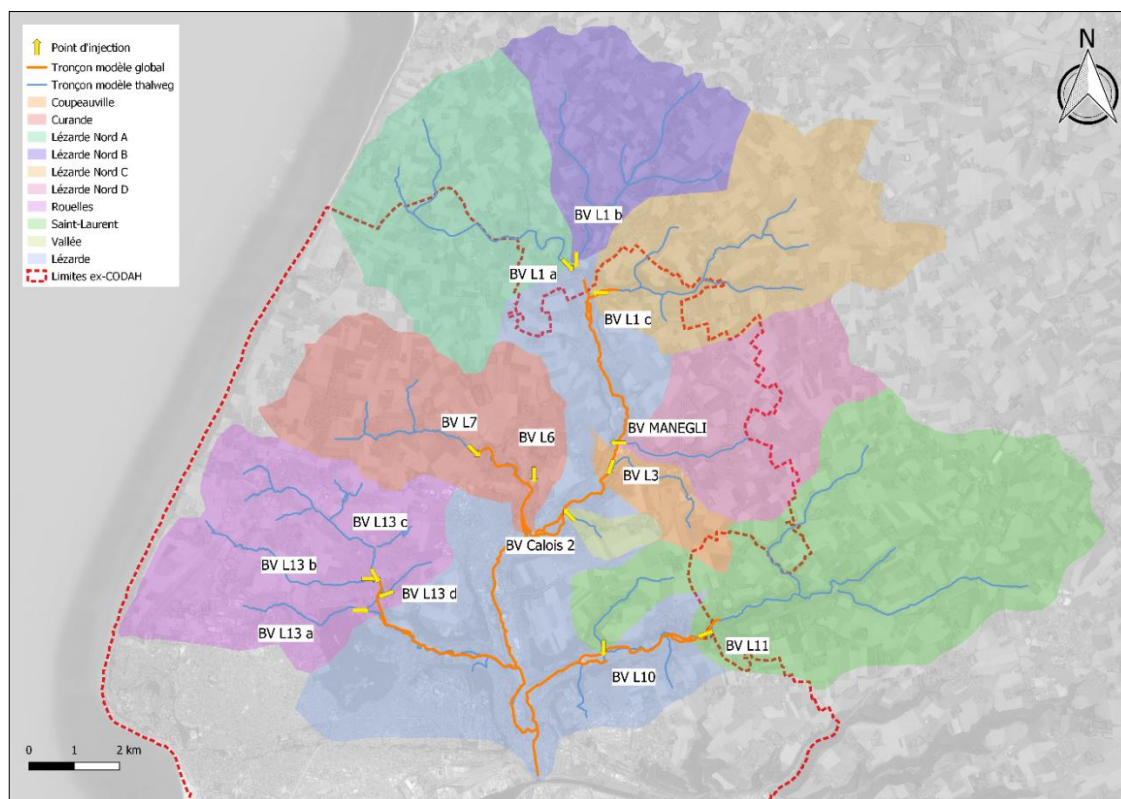 Point d'injection
Tronçon modèle global
Tronçon modèle thalweg
Coupeauville
Curande
Lézarde Nord A
Lézarde Nord B
Lézarde Nord C
Lézarde Nord D
Rouelles
Saint-Laurent
Vallée
Lézarde
Limites ex-CODAH
N
BV L1 b
BV L1 a
BV L1 c
BV L7
BV L6
BV MANEGLI
BV L3
BV L13 c
BV Calois 2
BV L13 b
BV L13 d
BV L13 a
BV L11
BV L10
0 1 2 km